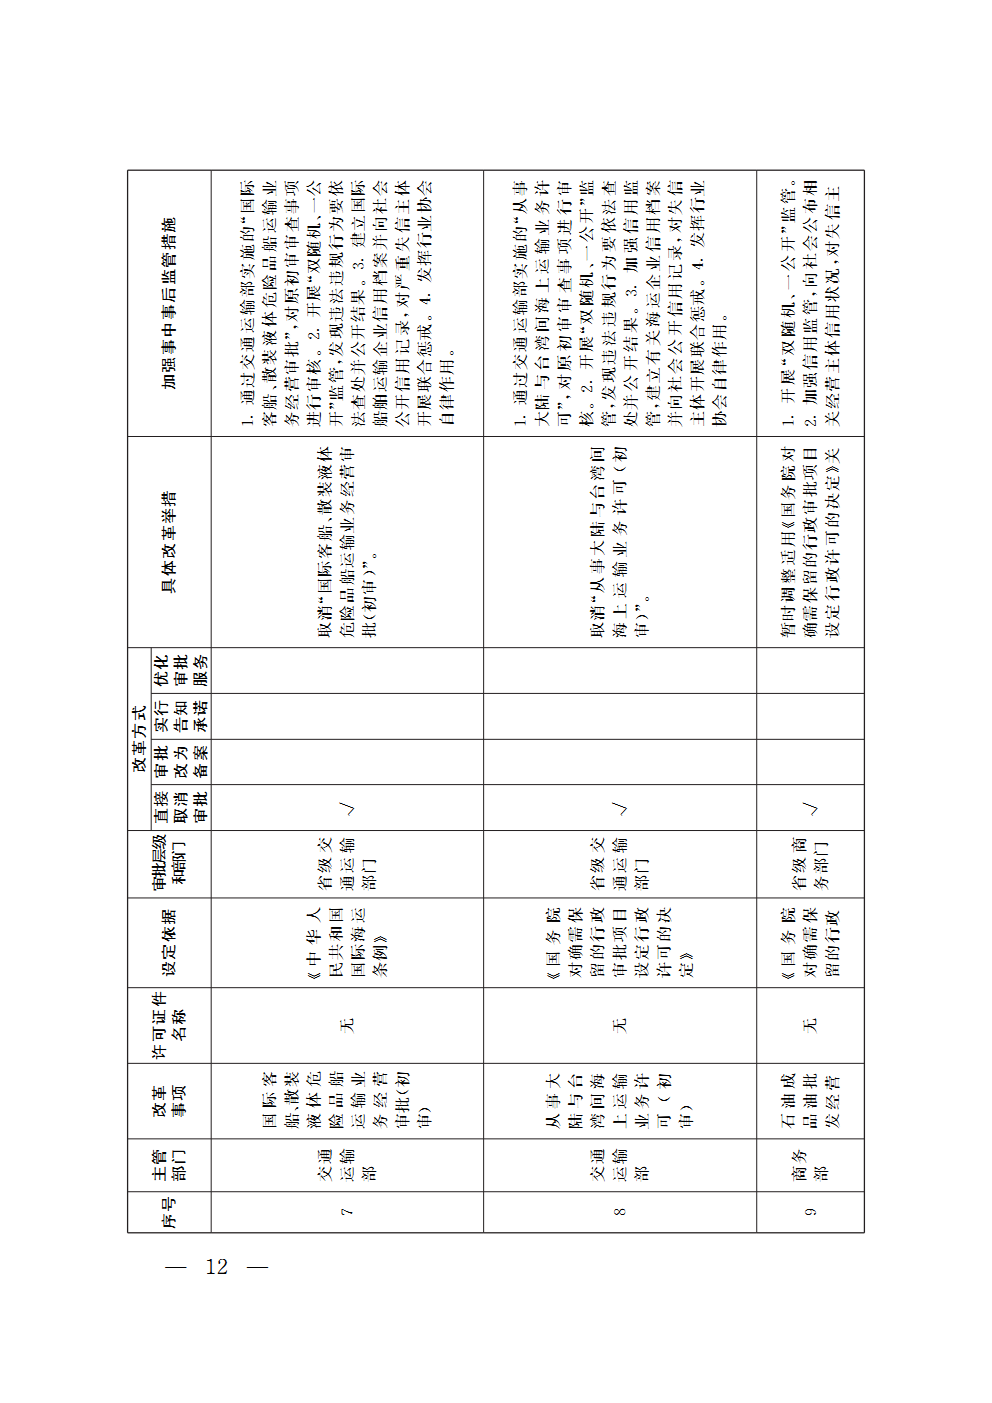 序号
主管
部门
改革
事项
许可证件
名称
设定依据
审批层级
和部门
改革方式
直接
取消
审批
审批
改为
备案
实行
告知
承诺
优化
审批
服务
具体改革举措
加强事中事后监管措施
7
交通
运输
部
国际客
船、散装
液体危
险品船
运输业
务经营
审批(初
审)
无
《中华人
民共和国
国际海运
条例》
省级交
通运输
部门
√
取消“国际客船、散装液体
危险品船运输业务经营审
批(初审)”。
1. 通过交通运输部实施的“国际
客船、散装液体危险品船运输业
务经营审批”,对原初审审查事项
进行审核。2. 开展“双随机、一公
开”监管,发现违法违规行为要依
法查处并公开结果。3. 建立国际
船舶运输企业信用档案并向社会
公开信用记录,对严重失信主体
开展联合惩戒。4. 发挥行业协会
自律作用。
8
交通
运输
部
从事大
陆与台
湾间海
上运输
业务许
可(初
审)
无
《国务院
对确需保
留的行政
审批项目
设定行政
许可的决
定》
省级交
通运输
部门
√
取消“从事大陆与台湾间
海上运输业务许可(初
审)”。
1. 通过交通运输部实施的“从事
大陆与台湾间海上运输业务许
可”,对原初审审查事项进行审
核。2. 开展“双随机、一公开”监
管,发现违法违规行为要依法查
处并公开结果。3. 加强信用监
管,建立有关海运企业信用档案
并向社会公开信用记录,对失信
主体开展联合惩戒。4. 发挥行业
协会自律作用。
9
商务
部
石油成
品油批
发经营
无
《国务院
对确需保
留的行政
省级商
务部门
√
暂时调整适用《国务院对
确需保留的行政审批项目
设定行政许可的决定》关
1. 开展“双随机、一公开”监管。
2. 加强信用监管,向社会公布相
关经营主体信用状况,对失信主
— 12 —